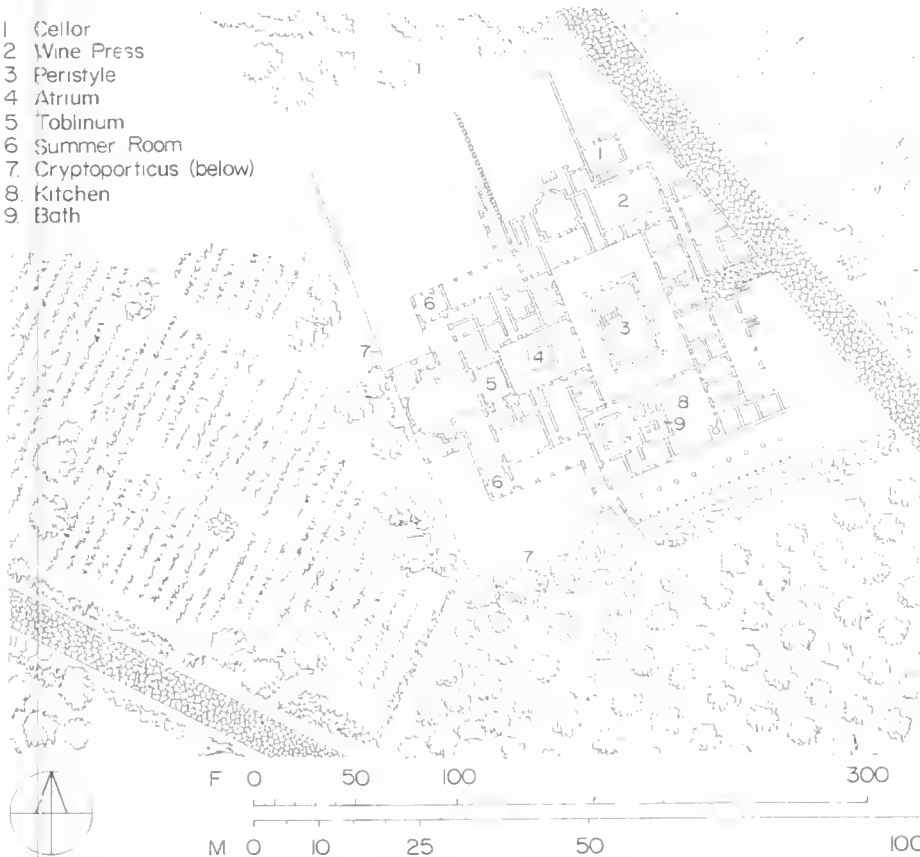 1 Cellor
2 Wine Press
3 Peristyle
4 Atrium
5 Toblinum
6 Summer Room
7. Cryptoporticus (below)
8. Kitchen
9. Bath
1
2
6
3
7
4
5
8
9
6
7
F 0 50 100 300
M 0 10 25 50 100